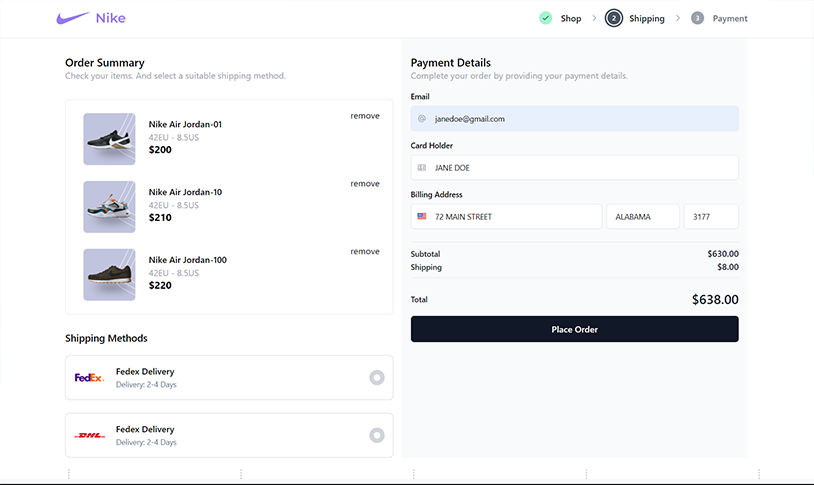 Nike
Shop
2
Shipping
3
Payment
Order Summary
Check your items. And select a suitable shipping method.
Nike Air Jordan-01
remove
42EU - 8.5US
$200
Nike Air Jordan-10
remove
42EU - 8.5US
$210
Nike Air Jordan-100
remove
42EU - 8.5US
$220
Shipping Methods
FedEx
Fedex Delivery
Delivery: 2-4 Days
DHL
Fedex Delivery
Delivery: 2-4 Days
Payment Details
Complete your order by providing your payment details.
Email
@ janedoe@gmail.com
Card Holder
JANE DOE
Billing Address
72 MAIN STREET ALABAMA 3177
Subtotal $630.00
Shipping $8.00
Total $638.00
Place Order